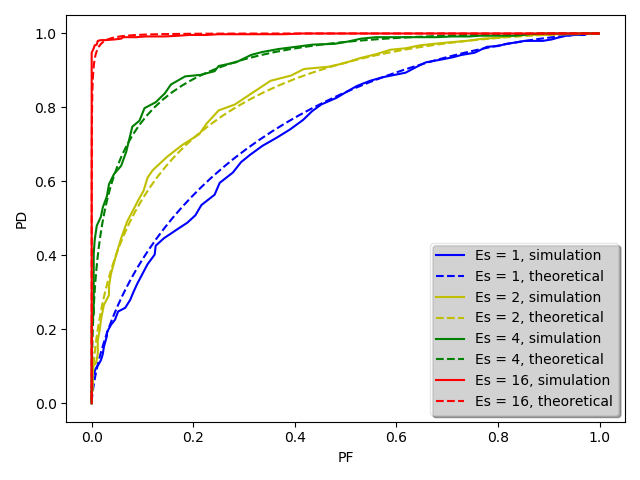 1.0
0.8
0.6
0.4
0.2
0.0
PD
0.0 0.2 0.4 0.6 0.8 1.0
PF
Es = 1, simulation
Es = 1, theoretical
Es = 2, simulation
Es = 2, theoretical
Es = 4, simulation
Es = 4, theoretical
Es = 16, simulation
Es = 16, theoretical